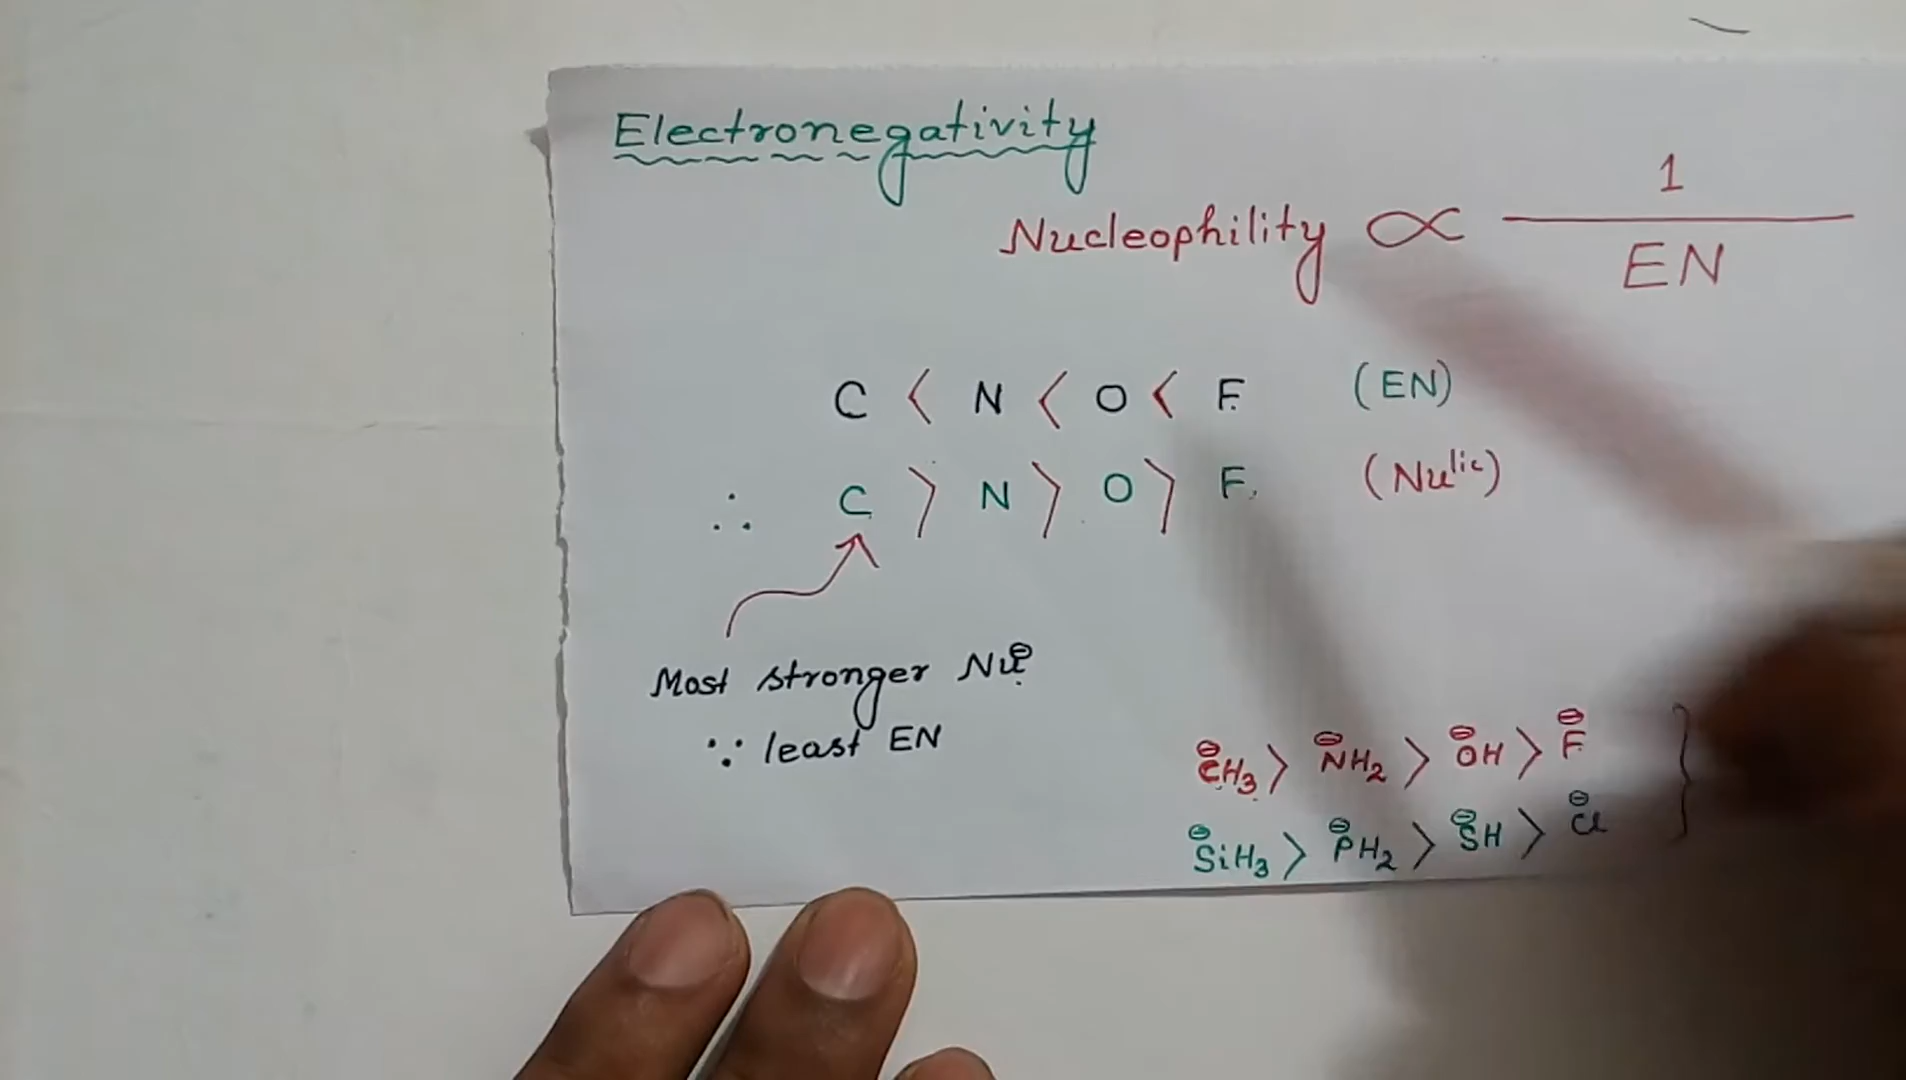 Electronegativity
Nucleophility ∝ 1 / EN
C < N < O < F (EN)
∴ C > N > O > F (Nu^lic)
Most stronger Nu^⊖
∵ least EN
⊖CH₃ > ⊖NH₂ > ⊖OH > ⊖F }
⊖SiH₃ > ⊖PH₂ > ⊖SH > ⊖Cl